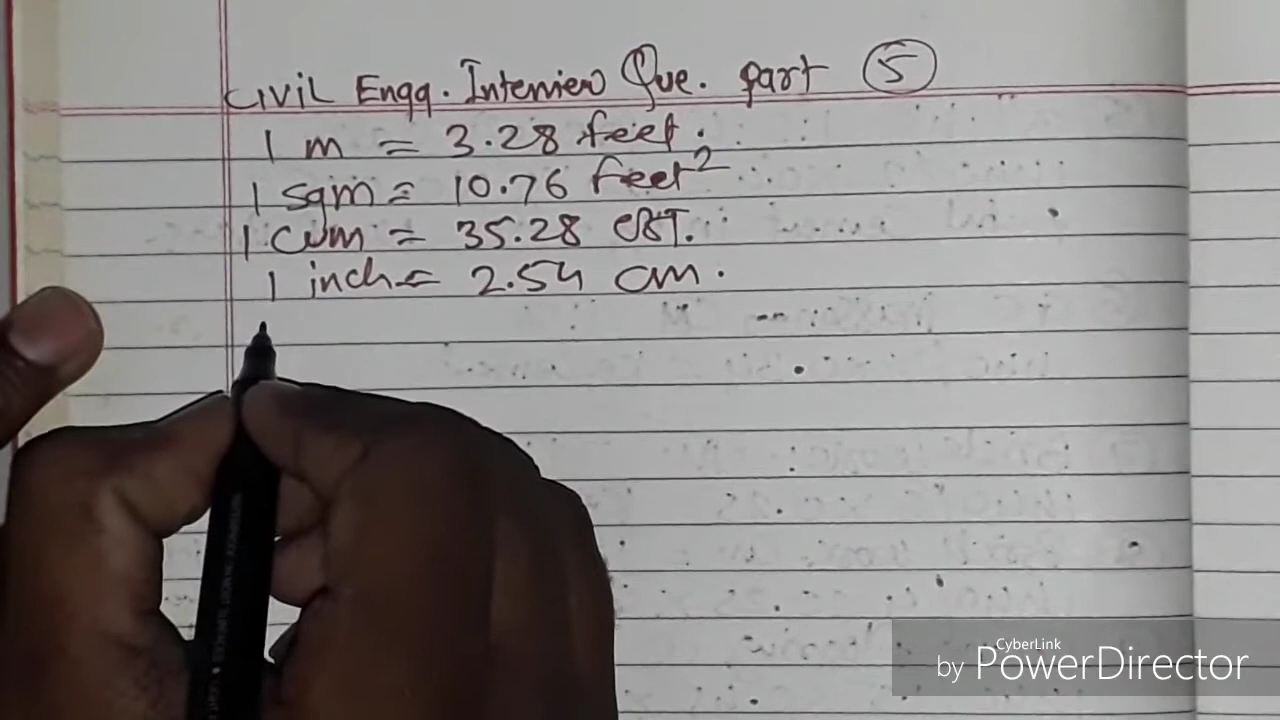 Civil Engg. Interview Que. part 5
1 m = 3.28 feet.
1 sqm = 10.76 feet²
1 cum = 35.28 CFT.
1 inch = 2.54 cm.
CyberLink
by PowerDirector